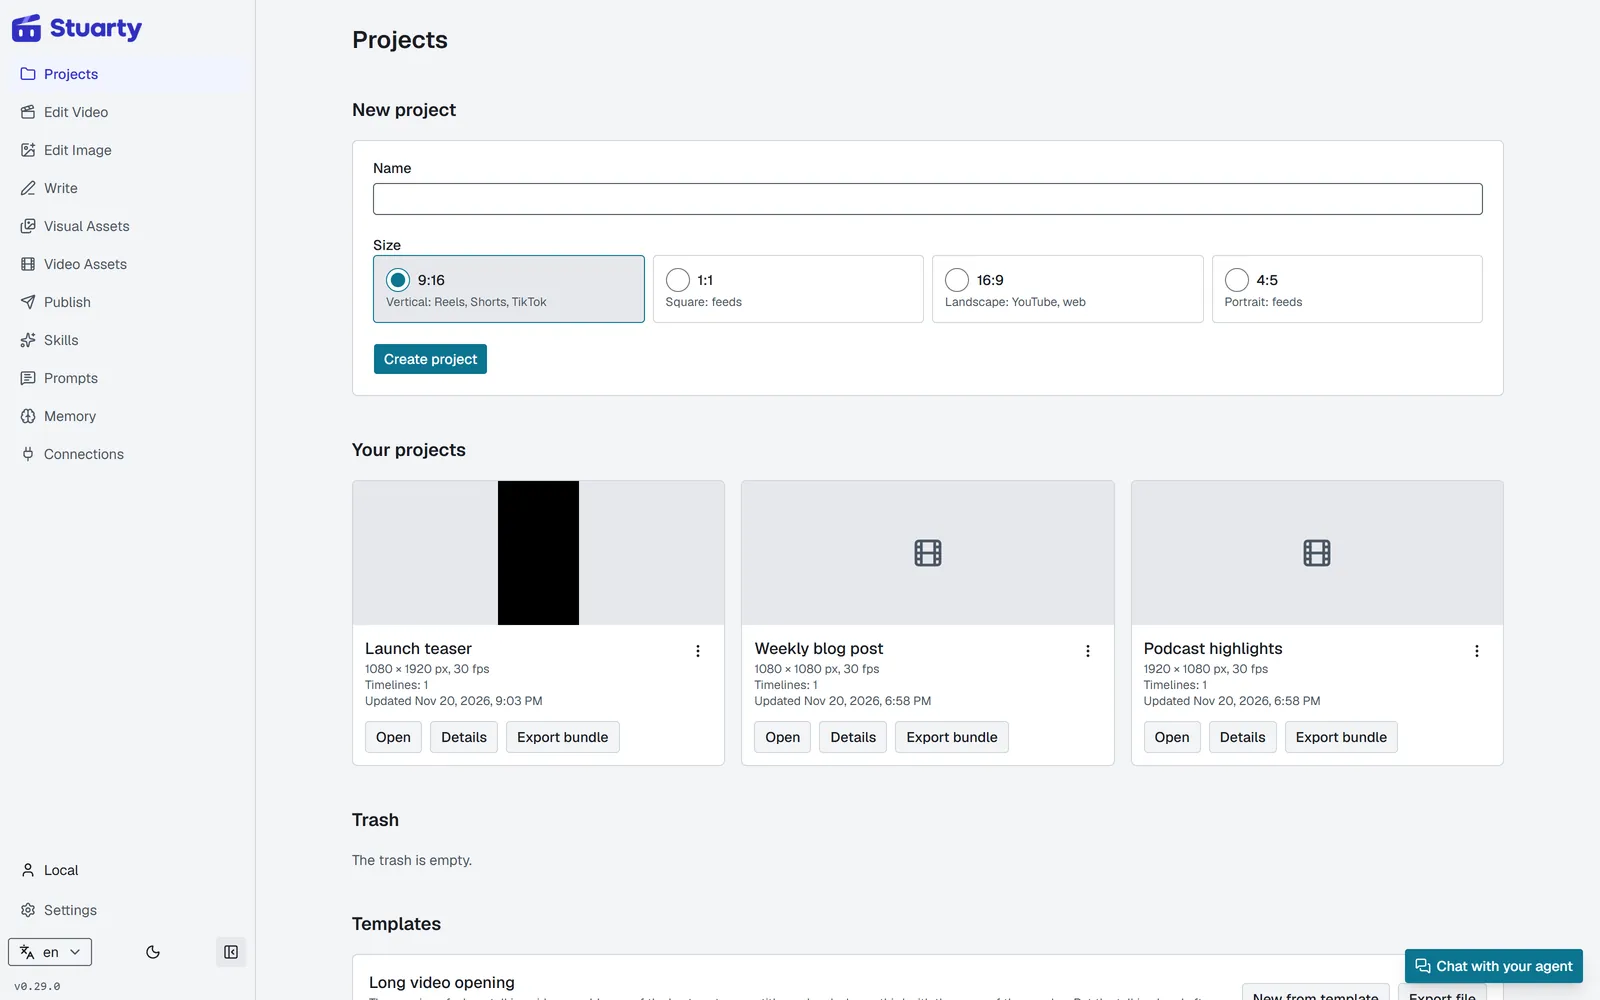 Stuarty
Projects
Edit Video
Edit Image
Write
Visual Assets
Video Assets
Publish
Skills
Prompts
Memory
Connections
Local
Settings
en
v0.29.0
Projects
New project
Name
Size
9:16
Vertical: Reels, Shorts, TikTok
1:1
Square: feeds
16:9
Landscape: YouTube, web
4:5
Portrait: feeds
Create project
Your projects
Launch teaser
1080 × 1920 px, 30 fps
Timelines: 1
Updated Nov 20, 2026, 9:03 PM
Open Details Export bundle
Weekly blog post
1080 × 1080 px, 30 fps
Timelines: 1
Updated Nov 20, 2026, 6:58 PM
Open Details Export bundle
Podcast highlights
1920 × 1080 px, 30 fps
Timelines: 1
Updated Nov 20, 2026, 6:58 PM
Open Details Export bundle
Trash
The trash is empty.
Templates
Long video opening
New from template Export file
Chat with your agent